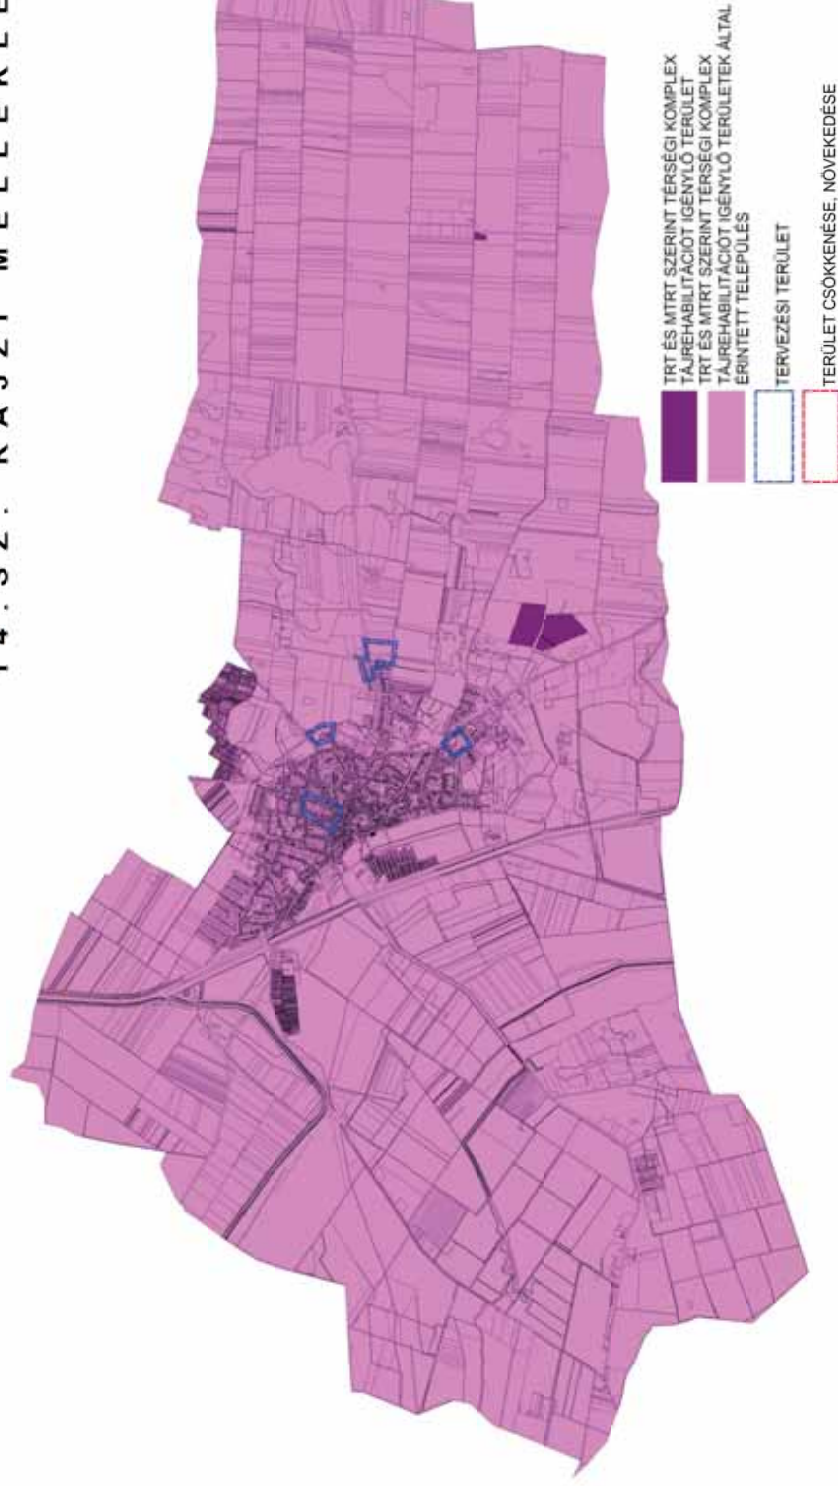 14.SZ. RAJZI MELLÉKLE
TRT ÉS MTRT SZERINT TÉRSÉGI KOMPLEX
TÁJREHABILITÁCIÓT IGÉNYLŐ TERÜLET
TRT ÉS MTRT SZERINT TÉRSÉGI KOMPLEX
TÁJREHABILITÁCIÓT IGÉNYLŐ TERÜLETEK ÁLTAL
ÉRINTETT TELEPÜLÉS
TERVEZÉSI TERÜLET
TERÜLET CSÖKKENÉSE, NÖVEKEDÉSE